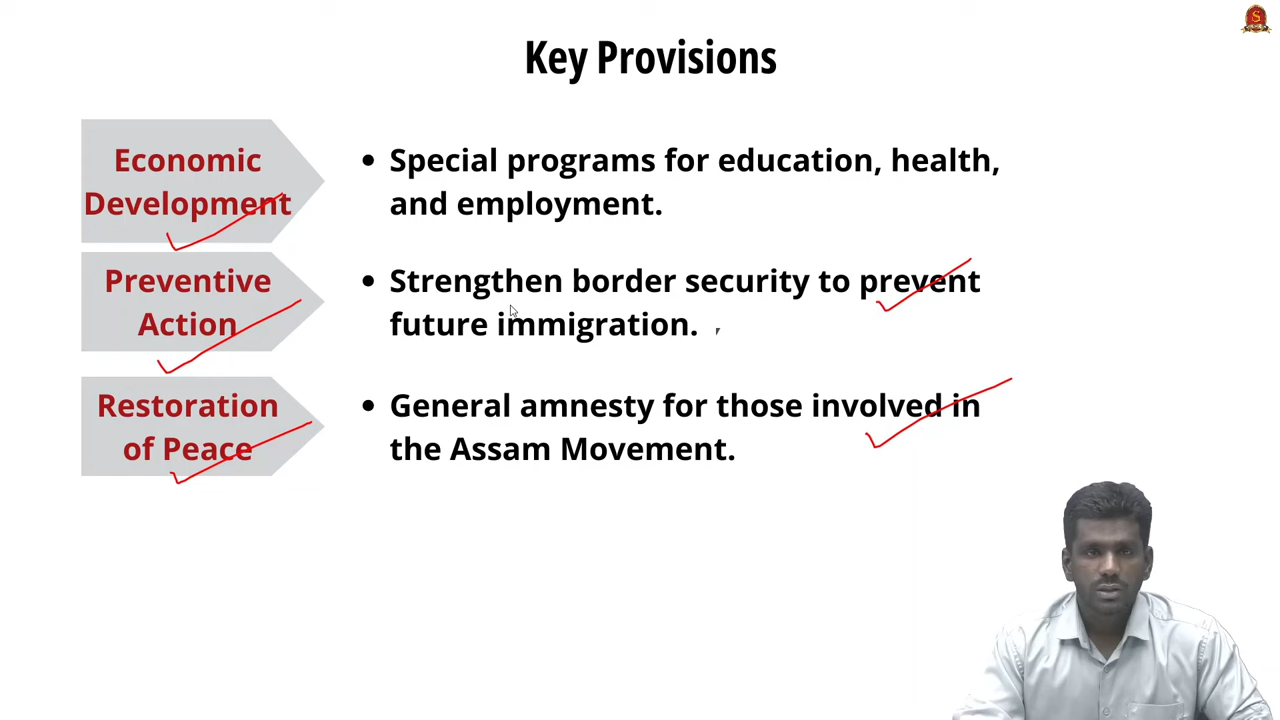 Key Provisions
Economic
Development
• Special programs for education, health,
and employment.
Preventive
Action
• Strengthen border security to prevent
future immigration.
Restoration
of Peace
• General amnesty for those involved in
the Assam Movement.
S